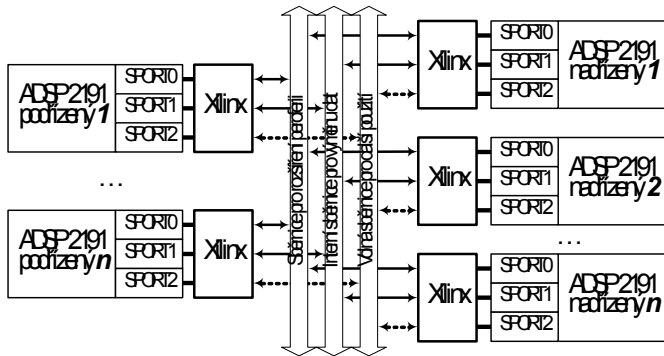 ADSP2191
podřízený 1
SPORT0
SPORT1
SPORT2
Xilinx
...
ADSP2191
podřízený n
SPORT0
SPORT1
SPORT2
Xilinx
Sběrnice pro rozšíření periferií
Interní sběrnice pro výměnu dat
Volná sběrnice pro další použití
Xilinx
SPORT0
SPORT1
SPORT2
ADSP2191
nadřízený 1
Xilinx
SPORT0
SPORT1
SPORT2
ADSP2191
nadřízený 2
...
Xilinx
SPORT0
SPORT1
SPORT2
ADSP2191
nadřízený n